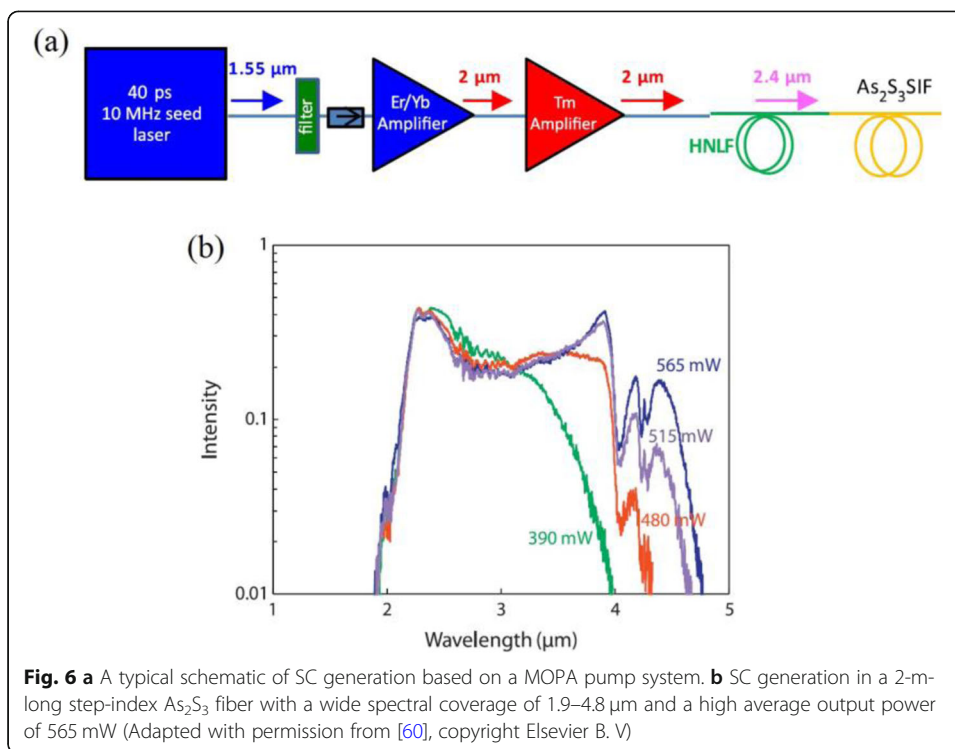 (a)
40 ps
10 MHz seed
laser
1.55 µm
filter
Er/Yb
Amplifier
2 µm
Tm
Amplifier
2 µm
HNLF
2.4 µm
As₂S₃SIF
(b)
1
0.1
0.01
Intensity
565 mW
515 mW
480 mW
390 mW
1 2 3 4 5
Wavelength (µm)
Fig. 6 a A typical schematic of SC generation based on a MOPA pump system. b SC generation in a 2-m-
long step-index As₂S₃ fiber with a wide spectral coverage of 1.9–4.8 µm and a high average output power
of 565 mW (Adapted with permission from [60], copyright Elsevier B. V)